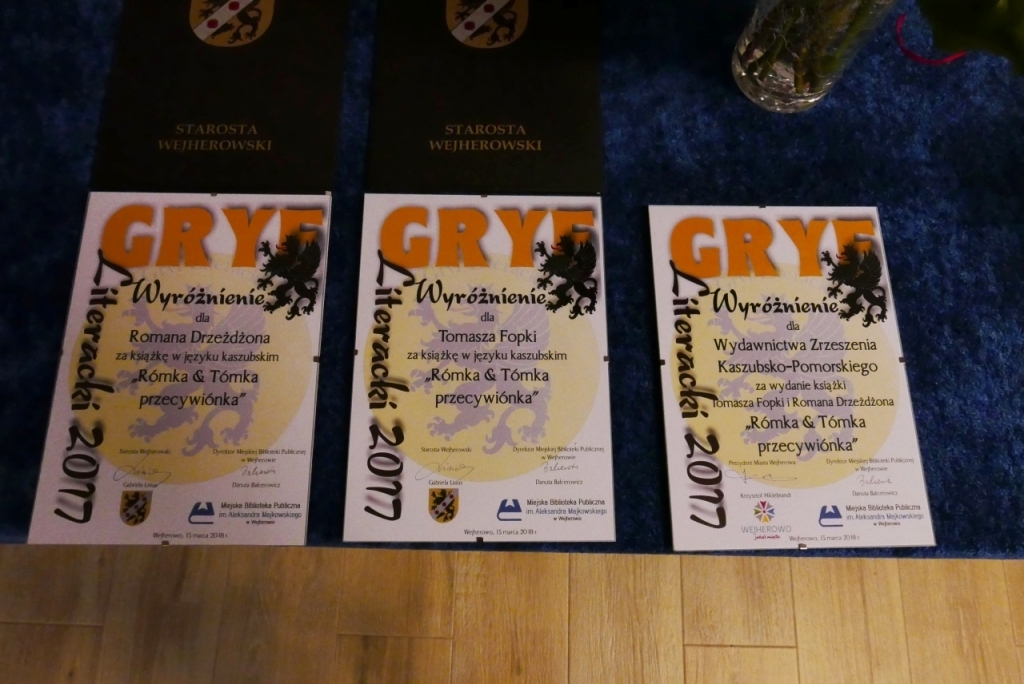 STAROSTA
WEJHEROWSKI
GRYF
Literacki 2017
Wyróżnienie
dla
Romana Drzeżdżona
za książkę w języku kaszubskim
„Rómka & Tómka
przecywiónka"
Starosta Wejherowski
Dyrektor Miejskiej Biblioteki Publicznej
w Wejherowie
Gabriela Lisius
Danuta Balcerowicz
Miejska Biblioteka Publiczna
im. Aleksandra Majkowskiego
w Wejherowie
Wejherowo, 15 marca 2018 r.
STAROSTA
WEJHEROWSKI
GRYF
Literacki 2017
Wyróżnienie
dla
Tomasza Fopki
za książkę w języku kaszubskim
„Rómka & Tómka
przecywiónka"
Starosta Wejherowski
Dyrektor Miejskiej Biblioteki Publicznej
w Wejherowie
Gabriela Lisius
Danuta Balcerowicz
Miejska Biblioteka Publiczna
im. Aleksandra Majkowskiego
w Wejherowie
Wejherowo, 15 marca 2018 r.
GRYF
Literacki 2017
Wyróżnienie
dla
Wydawnictwa Zrzeszenia
Kaszubsko-Pomorskiego
za wydanie książki
Tomasza Fopki i Romana Drzeżdżona
„Rómka & Tómka
przecywiónka"
Prezydent Miasta Wejherowa
Dyrektor Miejskiej Biblioteki Publicznej
w Wejherowie
Krzysztof Hildebrandt
Danuta Balcerowicz
WEJHEROWO
Miejska Biblioteka Publiczna
im. Aleksandra Majkowskiego
w Wejherowie
Wejherowo, 15 marca 2018 r.